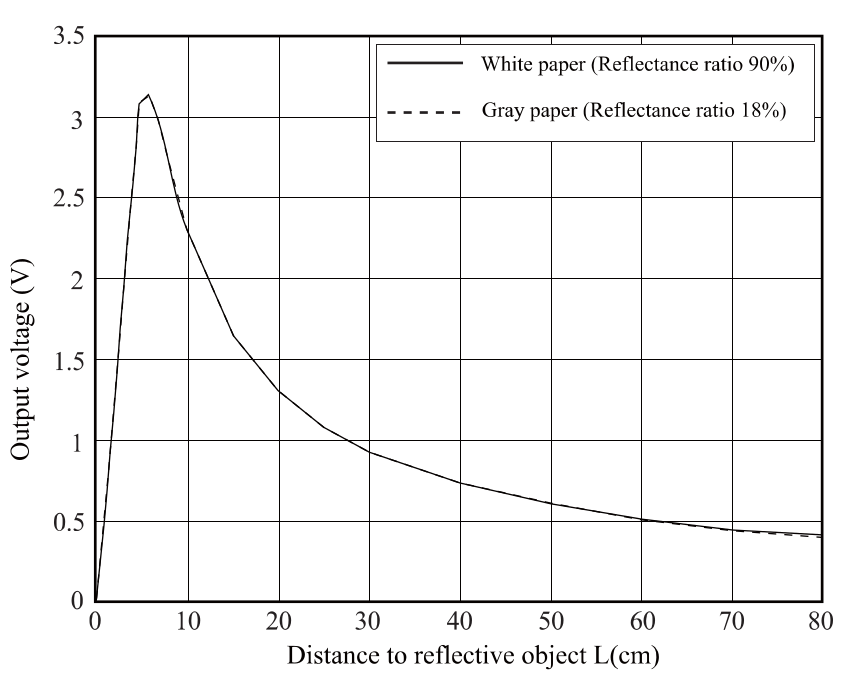 3.5
3
2.5
2
1.5
1
0.5
0
White paper (Reflectance ratio 90%)
Gray paper (Reflectance ratio 18%)
Output voltage (V)
0 10 20 30 40 50 60 70 80
Distance to reflective object L(cm)